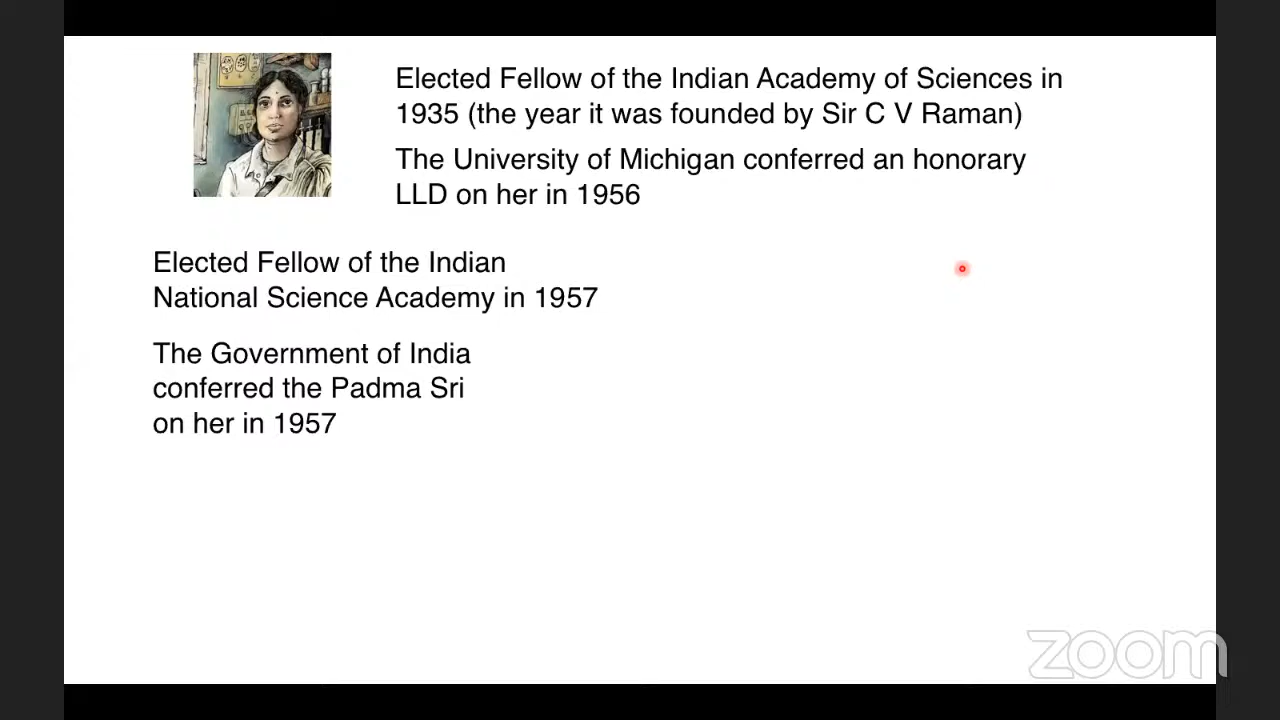 Elected Fellow of the Indian Academy of Sciences in
1935 (the year it was founded by Sir C V Raman)
The University of Michigan conferred an honorary
LLD on her in 1956
Elected Fellow of the Indian
National Science Academy in 1957
The Government of India
conferred the Padma Sri
on her in 1957
zoom